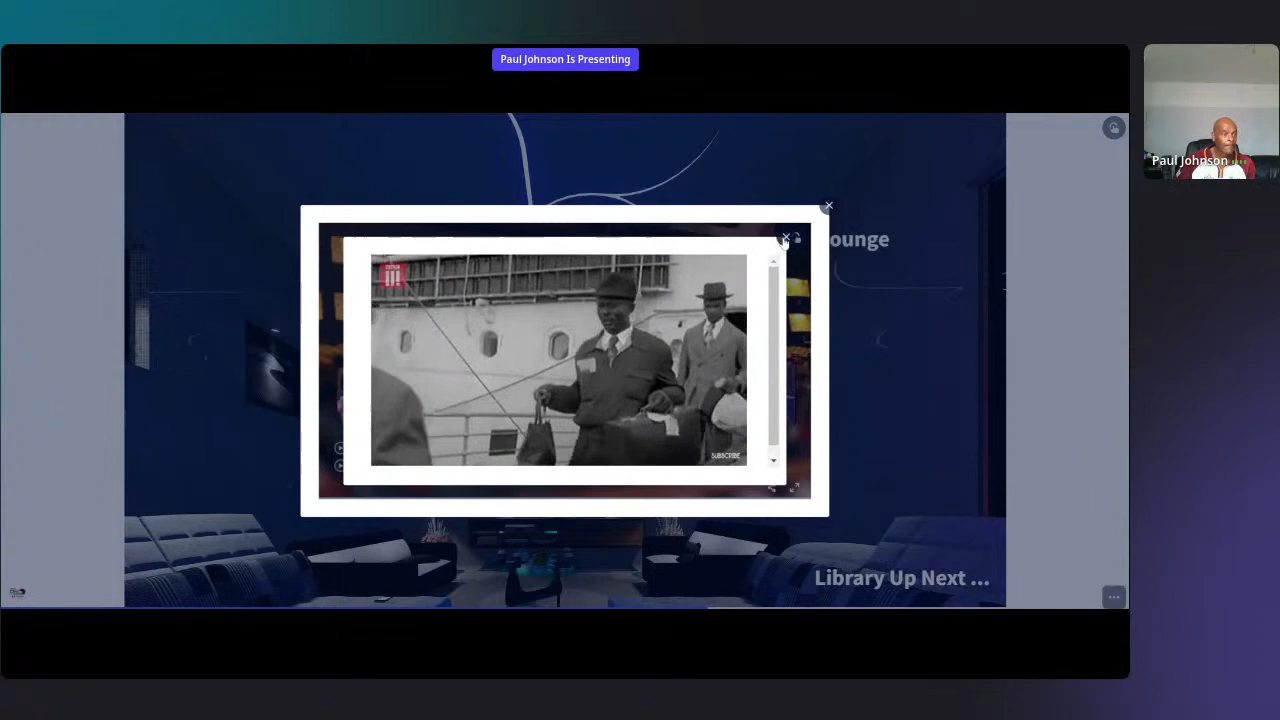 Paul Johnson Is Presenting
Paul Johnson
ounge
SUBSCRIBE
Library Up Next ...